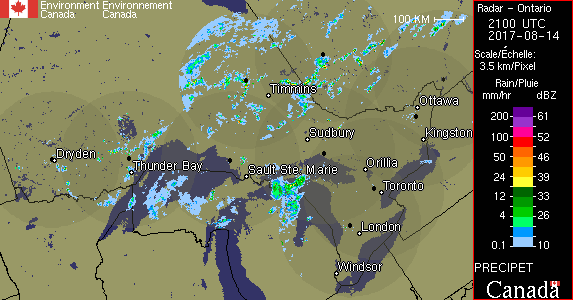 Environment Environnement
Canada Canada
100 KM
Timmins
Ottawa
Sudbury
Kingston
Dryden
Thunder Bay
Sault Ste. Marie
Orillia
Toronto
London
Windsor
Radar - Ontario
2100 UTC
2017-08-14
Scale/Échelle:
3.5 km/Pixel
Rain/Pluie
mm/hr dBZ
200 61
100 52
50 46
24 39
12 33
4 26
0.1 10
PRECIPET
Canada